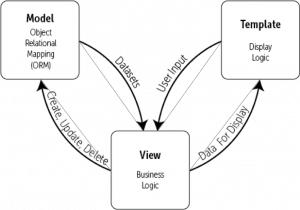 Model
Object
Relational
Mapping
(ORM)
Template
Display
Logic
Datasets
User Input
Create, Update, Delete
Data For Display
View
Business
Logic